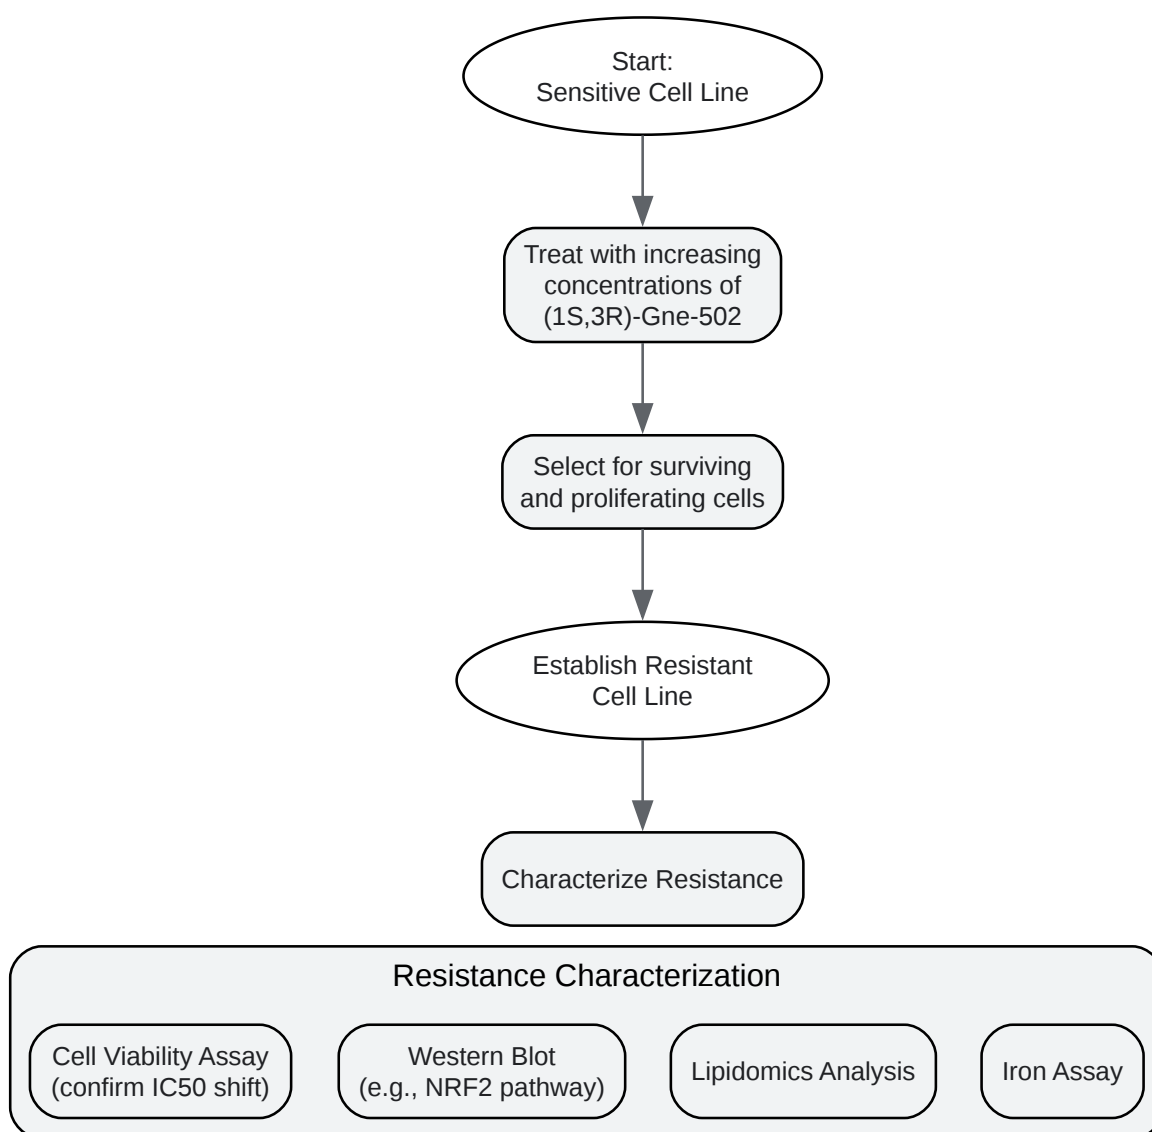 Start:
Sensitive Cell Line
Treat with increasing
concentrations of
(1S,3R)-Gne-502
Select for surviving
and proliferating cells
Establish Resistant
Cell Line
Characterize Resistance
Resistance Characterization
Cell Viability Assay
(confirm IC50 shift)
Western Blot
(e.g., NRF2 pathway)
Lipidomics Analysis
Iron Assay